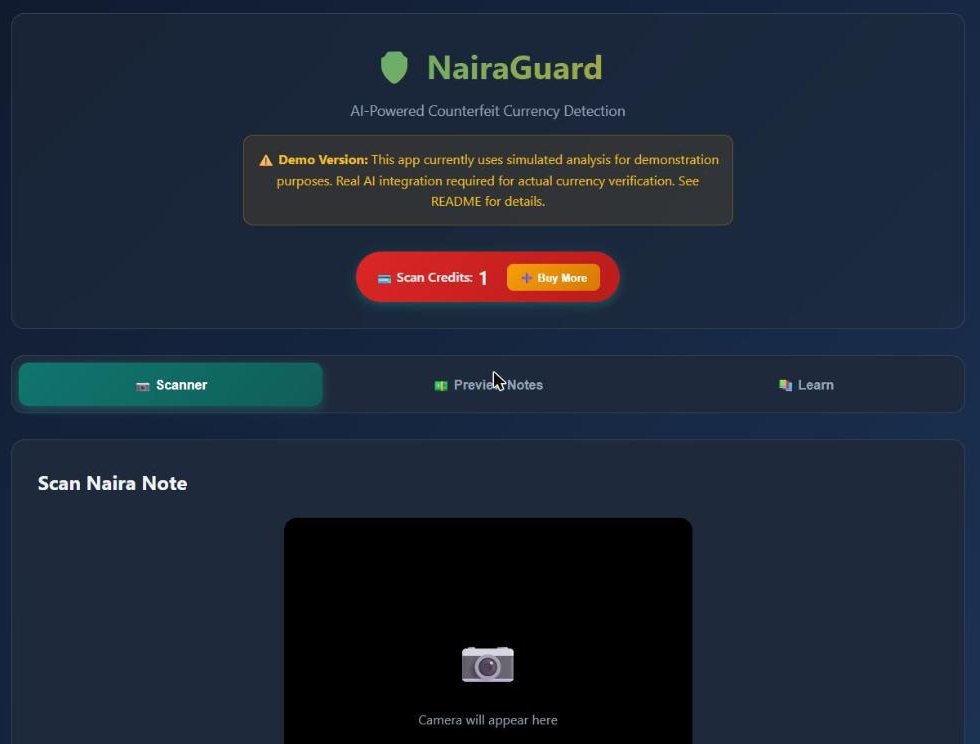 NairaGuard
AI-Powered Counterfeit Currency Detection
Demo Version: This app currently uses simulated analysis for demonstration
purposes. Real AI integration required for actual currency verification. See
README for details.
Scan Credits: 1 Buy More
Scanner Preview Notes Learn
Scan Naira Note
Camera will appear here